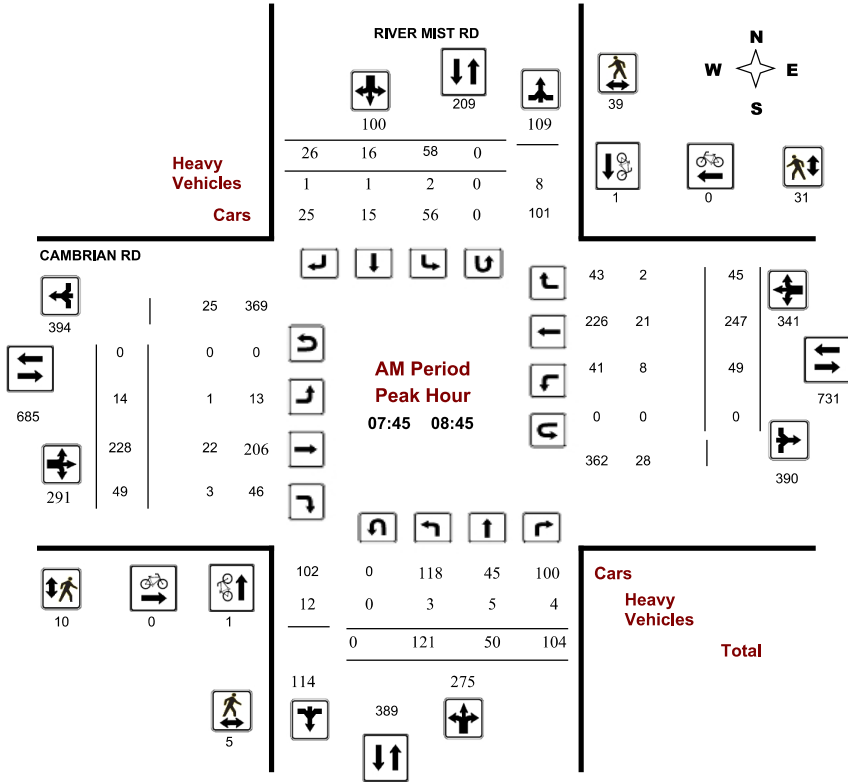 RIVER MIST RD
N
W E
S
100
209
109
39
26 16 58 0
Heavy
Vehicles
1 1 2 0 8
Cars
25 15 56 0 101
1 0 31
CAMBRIAN RD
394
25 369
43 2 45
341
0 0 0
226 21 247
685
14 1 13
AM Period
Peak Hour
07:45 08:45
41 8 49
731
228 22 206
0 0 0
291
49 3 46
362 28
390
102 0 118 45 100
Cars
12 0 3 5 4
Heavy
Vehicles
10 0 1
0 121 50 104
Total
114 275
389
5